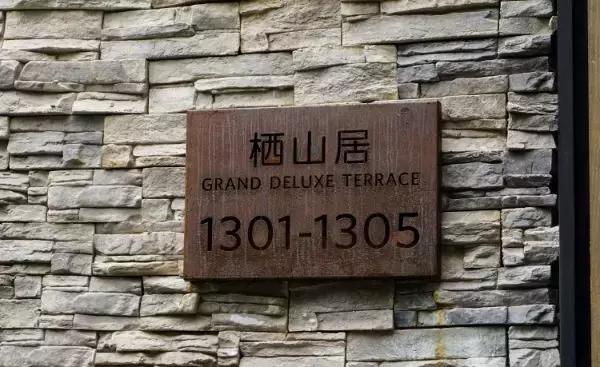 栖山居
GRAND DELUXE TERRACE
1301-1305